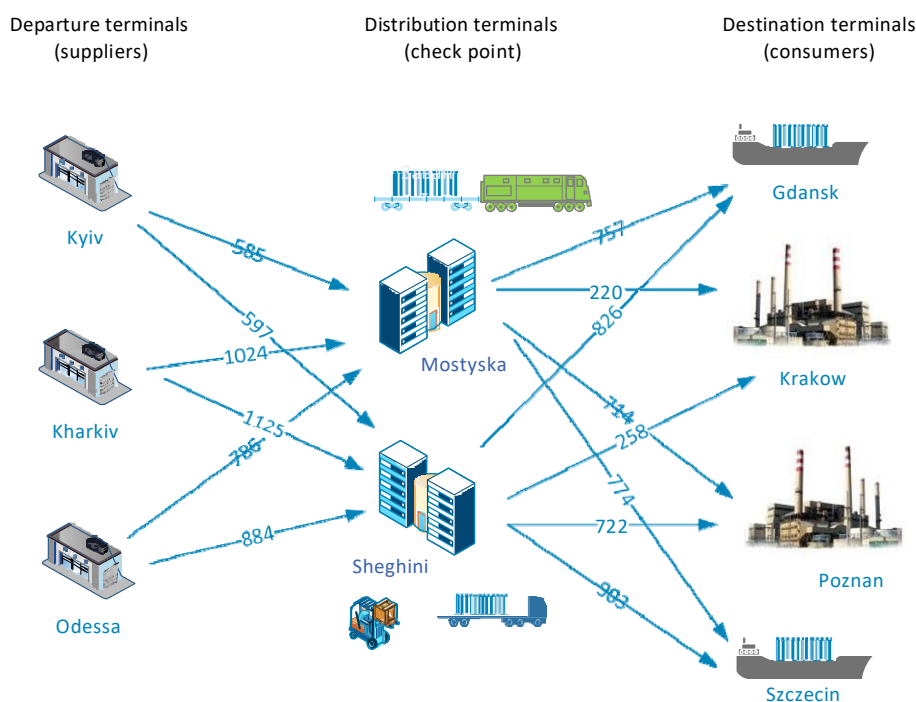 Departure terminals
(suppliers)
Distribution terminals
(check point)
Destination terminals
(consumers)
Kyiv
Gdansk
585
757
597
220
826
1024
Mostyska
Krakow
Kharkiv
1125
714
258
786
774
884
722
Sheghini
Poznan
Odessa
903
Szczecin